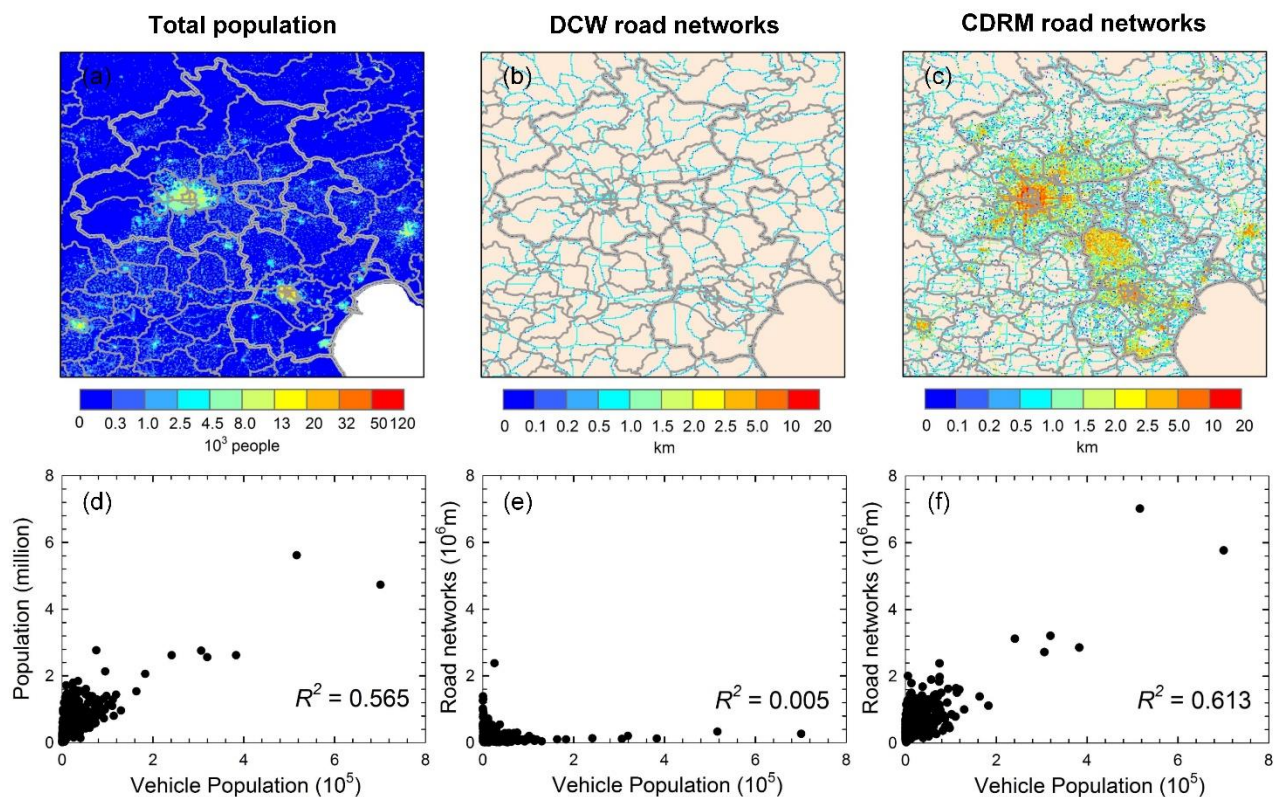 Total population
DCW road networks
CDRM road networks
(a)
(b)
(c)
0 0.3 1.0 2.5 4.5 8.0 13 20 32 50 120
10³ people
0 0.1 0.2 0.5 1.0 1.5 2.0 2.5 5.0 10 20
km
0 0.1 0.2 0.5 1.0 1.5 2.0 2.5 5.0 10 20
km
(d)
Population (million)
8
6
4
2
0
R² = 0.565
0 2 4 6 8
Vehicle Population (10⁵)
(e)
Road networks (10⁶m)
8
6
4
2
0
R² = 0.005
0 2 4 6 8
Vehicle Population (10⁵)
(f)
Road networks (10⁶m)
8
6
4
2
0
R² = 0.613
0 2 4 6 8
Vehicle Population (10⁵)